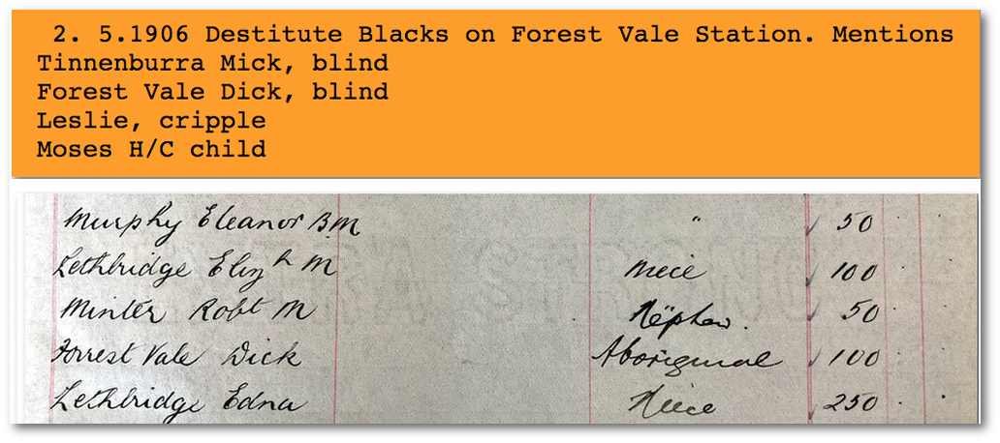 2. 5.1906 Destitute Blacks on Forest Vale Station. Mentions
Tinnenburra Mick, blind
Forest Vale Dick, blind
Leslie, cripple
Moses H/C child
Murphy Eleanor B.M " 50
Lethbridge Elizh M niece 100
Minter Robt M Nephew. 50
Forrest Vale Dick Aboriginal 100
Lethbridge Edna Niece 250